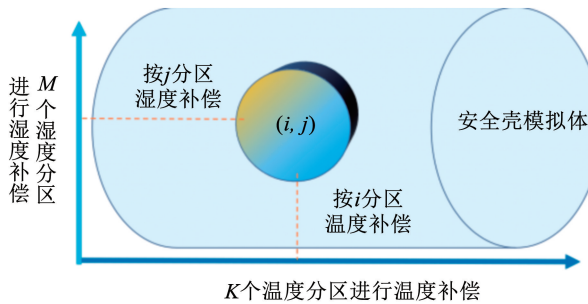 M个湿度分区
进行湿度补偿
按j分区
湿度补偿
(i, j)
安全壳模拟体
按i分区
温度补偿
K个温度分区进行温度补偿